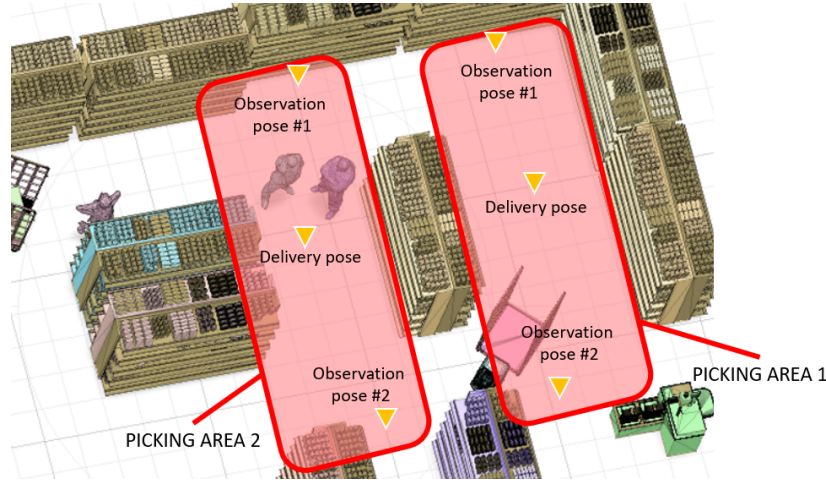 Observation
pose #1
Delivery pose
Observation
pose #2
PICKING AREA 2
Observation
pose #1
Delivery pose
Observation
pose #2
PICKING AREA 1